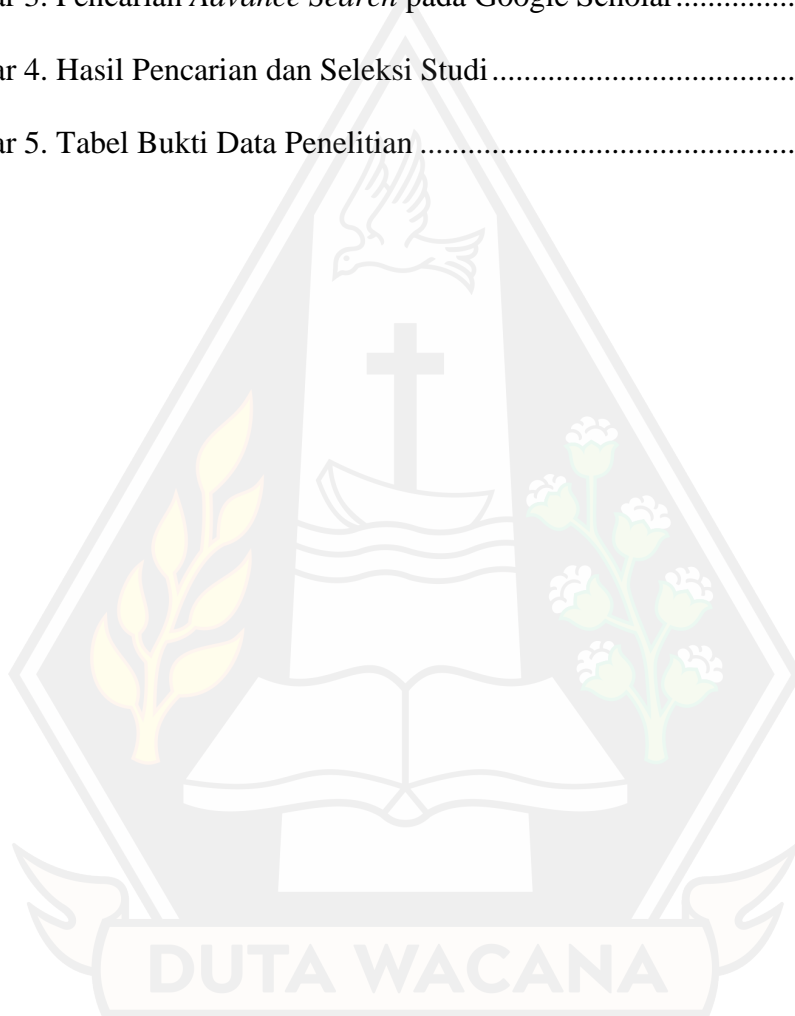 ar 3. Pencarian Advance Search pada Google Scholar..............
ar 4. Hasil Pencarian dan Seleksi Studi....................................
ar 5. Tabel Bukti Data Penelitian ............................................
DUTA WACANA